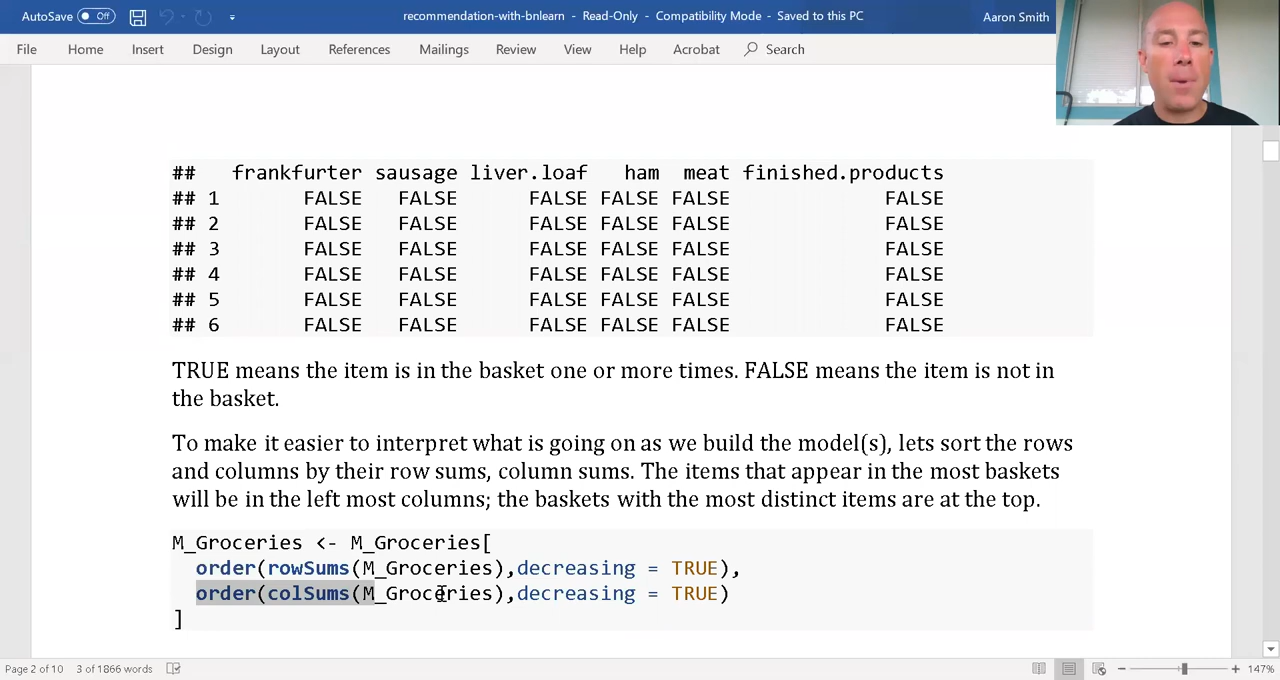 AutoSave Off recommendation-with-bnlearn - Read-Only - Compatibility Mode - Saved to this PC Aaron Smith
File Home Insert Design Layout References Mailings Review View Help Acrobat Search
## frankfurter sausage liver.loaf ham meat finished.products
## 1 FALSE FALSE FALSE FALSE FALSE FALSE
## 2 FALSE FALSE FALSE FALSE FALSE FALSE
## 3 FALSE FALSE FALSE FALSE FALSE FALSE
## 4 FALSE FALSE FALSE FALSE FALSE FALSE
## 5 FALSE FALSE FALSE FALSE FALSE FALSE
## 6 FALSE FALSE FALSE FALSE FALSE FALSE
TRUE means the item is in the basket one or more times. FALSE means the item is not in
the basket.
To make it easier to interpret what is going on as we build the model(s), lets sort the rows
and columns by their row sums, column sums. The items that appear in the most baskets
will be in the left most columns; the baskets with the most distinct items are at the top.
M_Groceries <- M_Groceries[
order(rowSums(M_Groceries),decreasing = TRUE),
order(colSums(M_Groceries),decreasing = TRUE)
]
Page 2 of 10 3 of 1866 words 147%